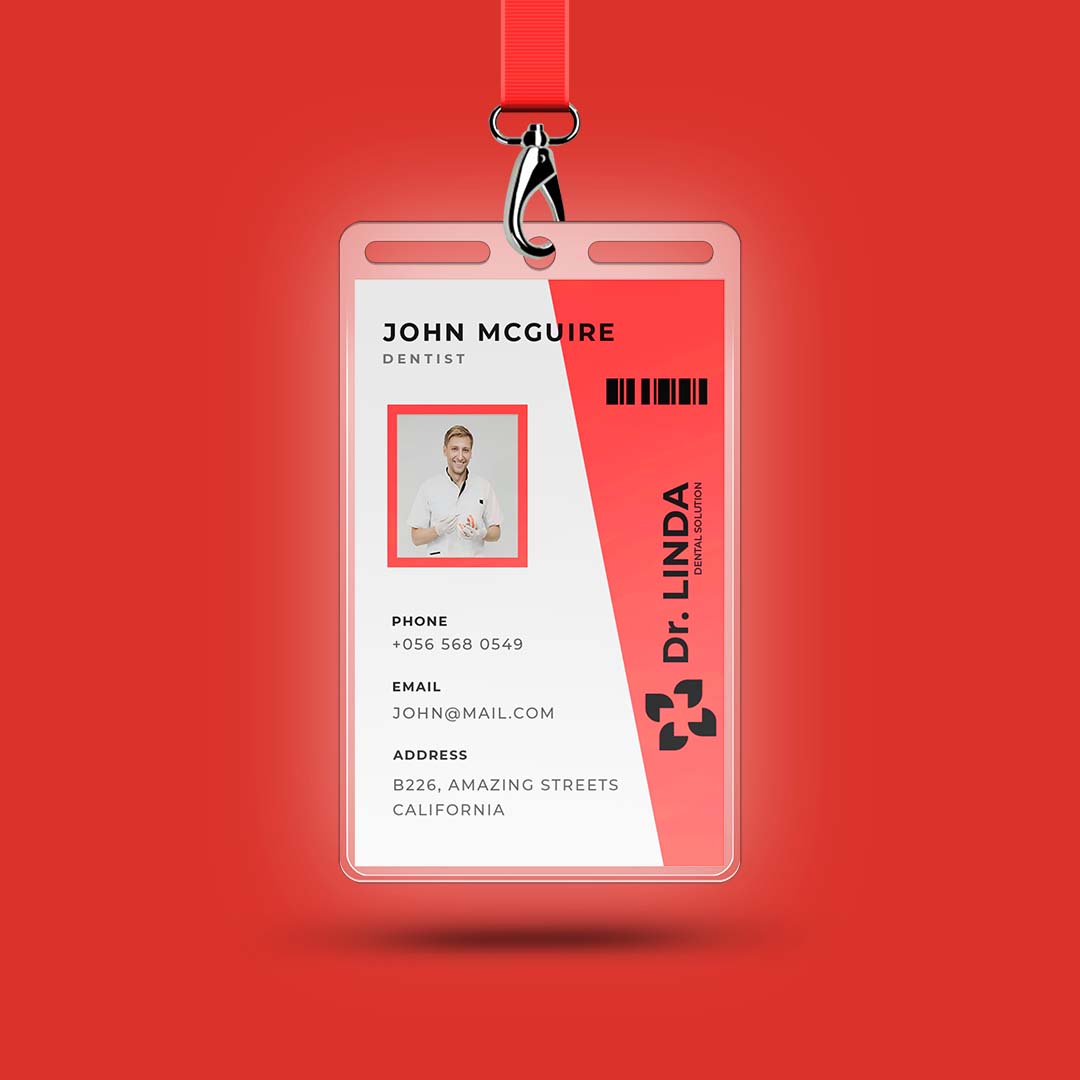 JOHN MCGUIRE
DENTIST
PHONE
+056 568 0549
EMAIL
JOHN@MAIL.COM
ADDRESS
B226, AMAZING STREETS
CALIFORNIA
Dr. LINDA
DENTAL SOLUTION